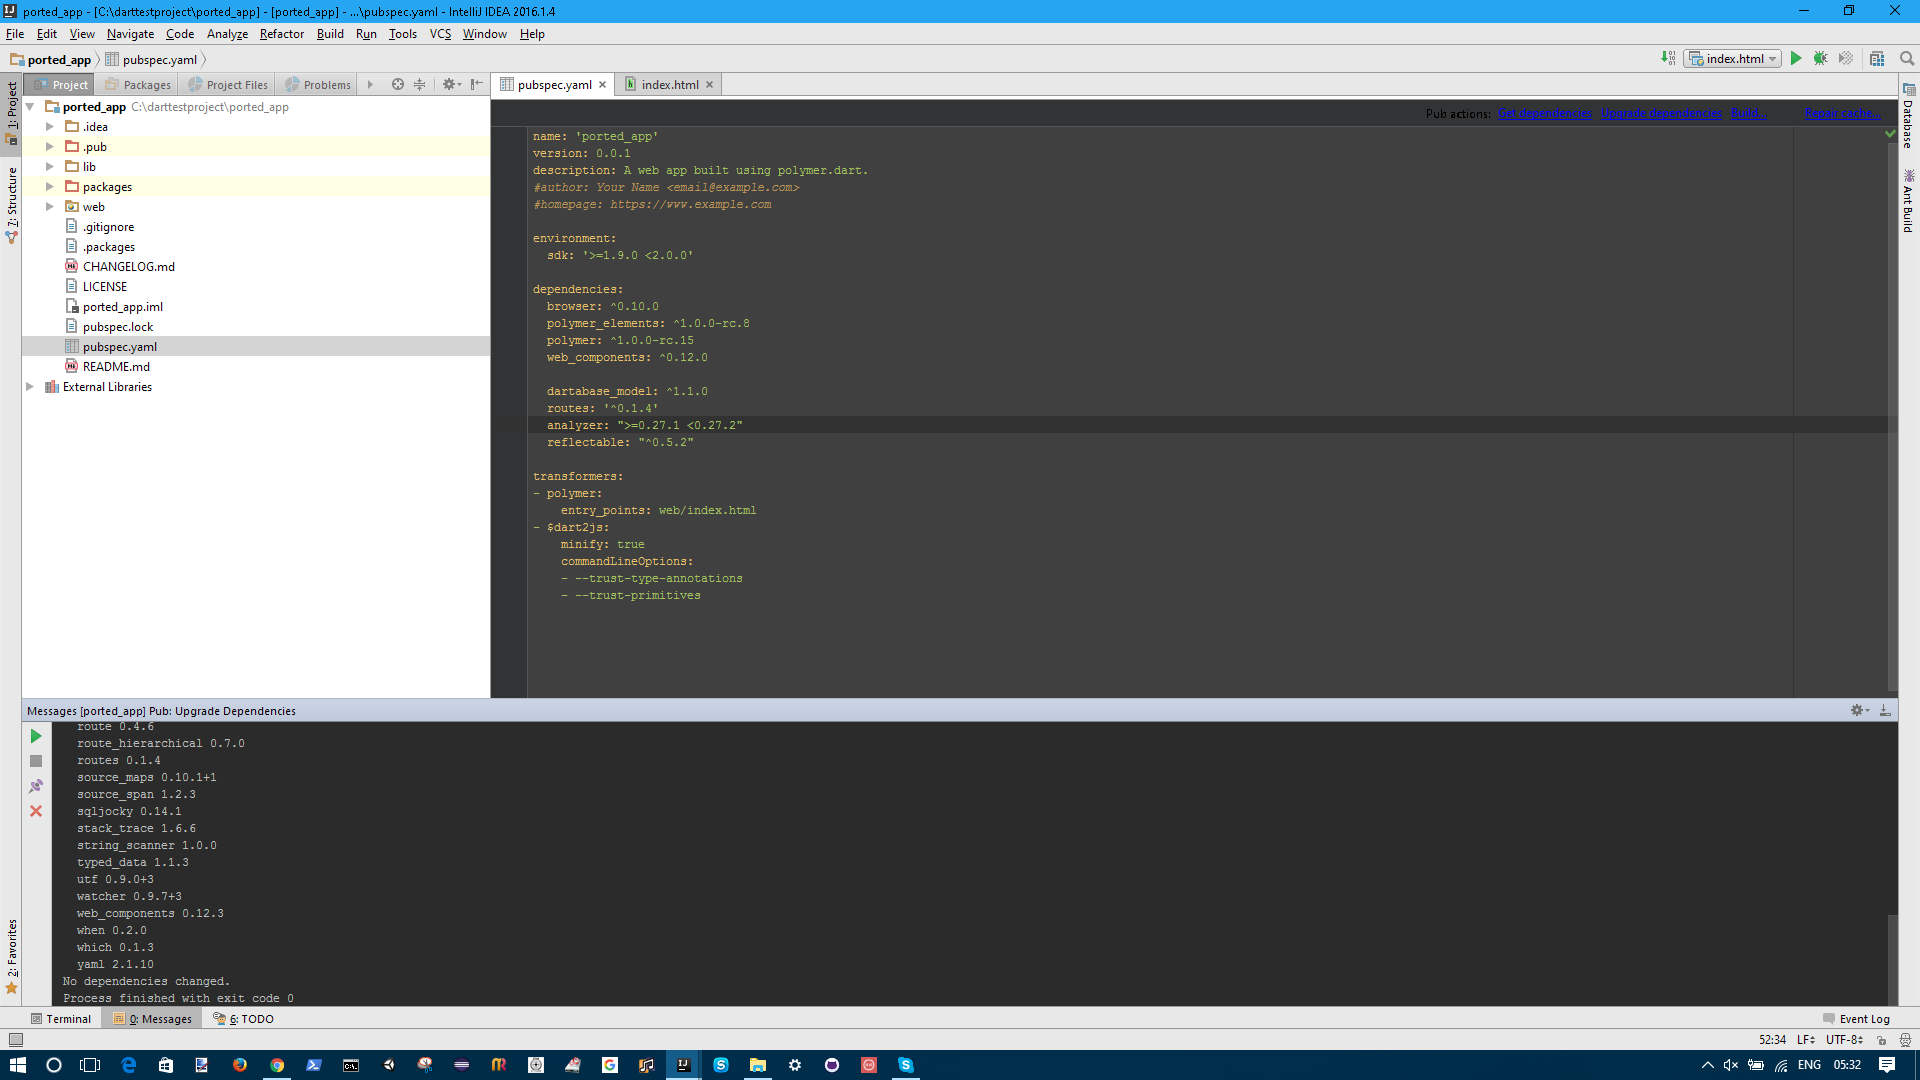 ported_app - [C:\darttestproject\ported_app] - [ported_app] - ...\pubspec.yaml - IntelliJ IDEA 2016.1.4
File Edit View Navigate Code Analyze Refactor Build Run Tools VCS Window Help
ported_app pubspec.yaml
index.html
1: Project
7: Structure
2: Favorites
Project Packages Project Files Problems
ported_app C:\darttestproject\ported_app
.idea
.pub
lib
packages
web
.gitignore
.packages
CHANGELOG.md
LICENSE
ported_app.iml
pubspec.lock
pubspec.yaml
README.md
External Libraries
pubspec.yaml index.html
Pub actions: Get dependencies Upgrade dependencies Build... Repair cache...
name: 'ported_app'
version: 0.0.1
description: A web app built using polymer.dart.
#author: Your Name <email@example.com>
#homepage: https://www.example.com
environment:
sdk: '>=1.9.0 <2.0.0'
dependencies:
browser: ^0.10.0
polymer_elements: ^1.0.0-rc.8
polymer: ^1.0.0-rc.15
web_components: ^0.12.0
dartabase_model: ^1.1.0
routes: '^0.1.4'
analyzer: ">=0.27.1 <0.27.2"
reflectable: "^0.5.2"
transformers:
- polymer:
entry_points: web/index.html
- $dart2js:
minify: true
commandLineOptions:
- --trust-type-annotations
- --trust-primitives
Database
Ant Build
Messages [ported_app] Pub: Upgrade Dependencies
route 0.4.6
route_hierarchical 0.7.0
routes 0.1.4
source_maps 0.10.1+1
source_span 1.2.3
sqljocky 0.14.1
stack_trace 1.6.6
string_scanner 1.0.0
typed_data 1.1.3
utf 0.9.0+3
watcher 0.9.7+3
web_components 0.12.3
when 0.2.0
which 0.1.3
yaml 2.1.10
No dependencies changed.
Process finished with exit code 0
Terminal 0: Messages 6: TODO Event Log
52:34 LF UTF-8
ENG 05:32